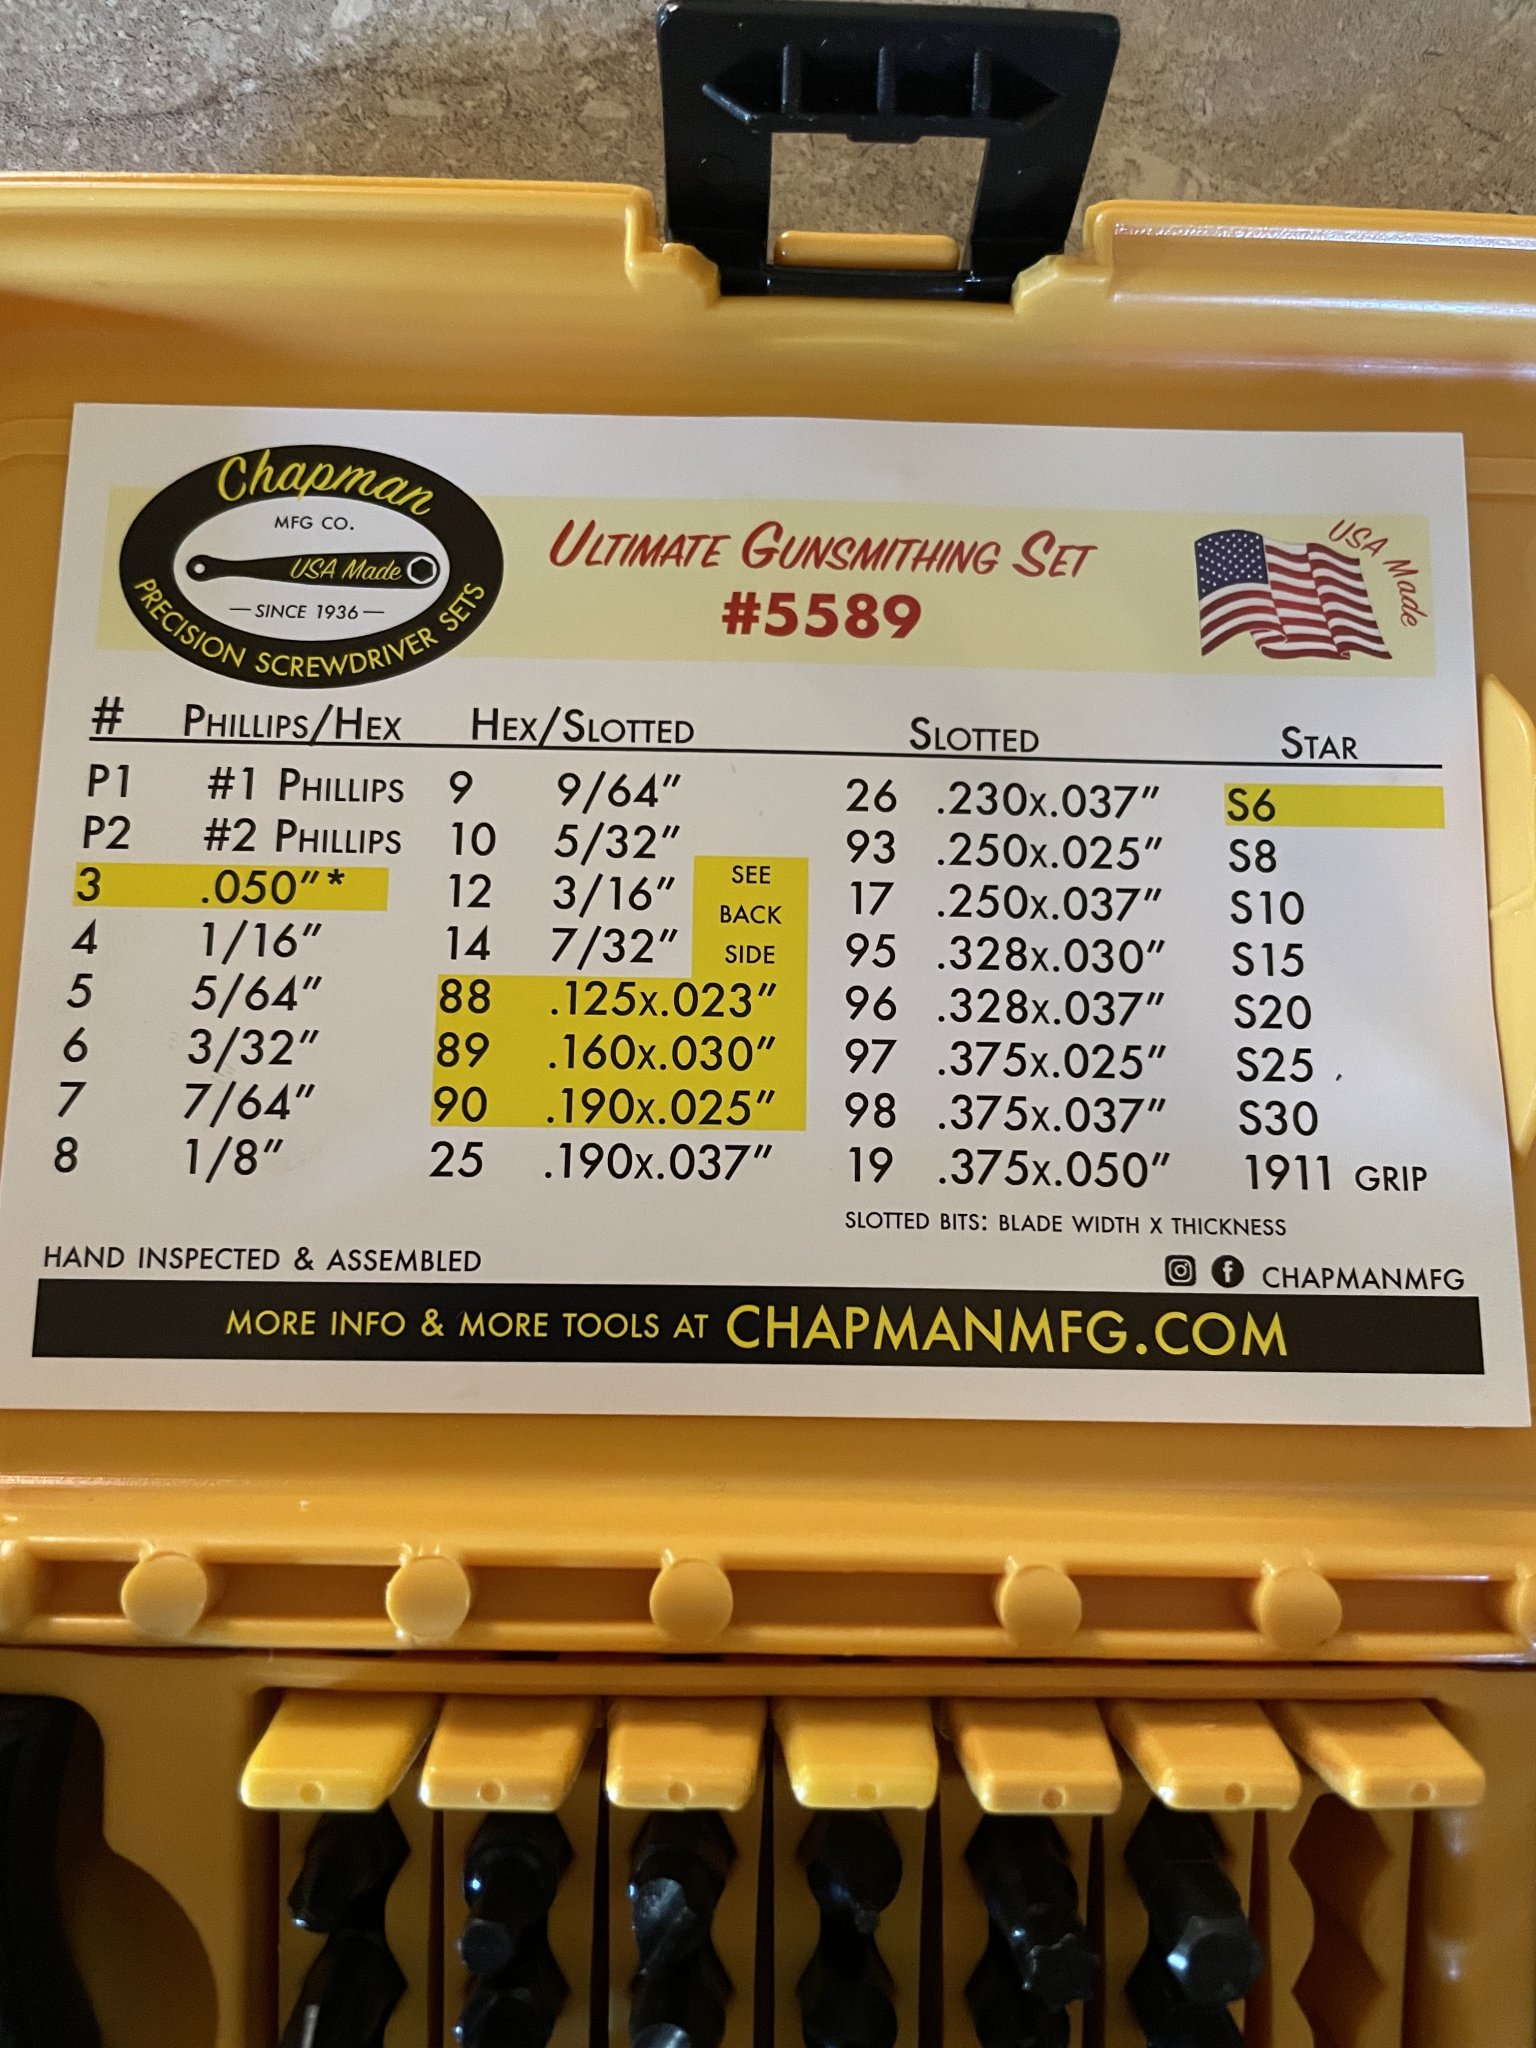 Chapman
MFG CO.
USA Made
SINCE 1936
PRECISION SCREWDRIVER SETS
ULTIMATE GUNSMITHING SET
#5589
USA Made
# PHILLIPS/HEX HEX/SLOTTED SLOTTED STAR
P1 #1 PHILLIPS 9 9/64" 26 .230x.037" S6
P2 #2 PHILLIPS 10 5/32" 93 .250x.025" S8
3 .050"* 12 3/16" SEE BACK SIDE 17 .250x.037" S10
4 1/16" 14 7/32" 95 .328x.030" S15
5 5/64" 88 .125x.023" 96 .328x.037" S20
6 3/32" 89 .160x.030" 97 .375x.025" S25
7 7/64" 90 .190x.025" 98 .375x.037" S30
8 1/8" 25 .190x.037" 19 .375x.050" 1911 GRIP
SLOTTED BITS: BLADE WIDTH X THICKNESS
HAND INSPECTED & ASSEMBLED
CHAPMANMFG
MORE INFO & MORE TOOLS AT CHAPMANMFG.COM